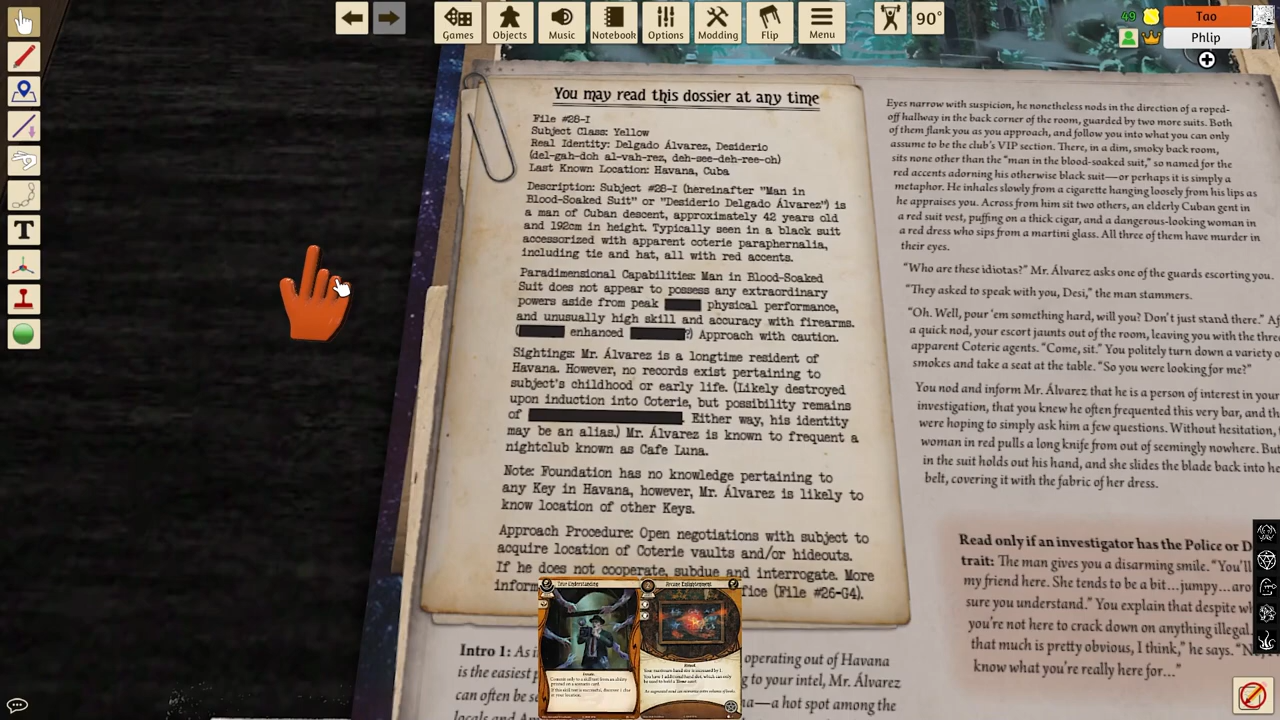 Games
Objects
Music
Notebook
Options
Modding
Flip
Menu
90°
49
Tao
Phlip
You may read this dossier at any time
File #28-I
Subject Class: Yellow
Real Identity: Delgado Álvarez, Desiderio
(del-gah-doh al-vah-rez, deh-see-deh-ree-oh)
Last Known Location: Havana, Cuba
Description: Subject #28-I (hereinafter "Man in
Blood-Soaked Suit" or "Desiderio Delgado Álvarez") is
a man of Cuban descent, approximately 42 years old
and 192cm in height. Typically seen in a black suit
accessorized with apparent coterie paraphernalia,
including tie and hat, all with red accents.
Paradimensional Capabilities: Man in Blood-Soaked
Suit does not appear to possess any extraordinary
powers aside from peak physical performance,
and unusually high skill and accuracy with firearms.
( enhanced ?) Approach with caution.
Sightings: Mr. Álvarez is a longtime resident of
Havana. However, no records exist pertaining to
subject's childhood or early life. (Likely destroyed
upon induction into Coterie, but possibility remains
of . Either way, his identity
may be an alias.) Mr. Álvarez is known to frequent a
nightclub known as Cafe Luna.
Note: Foundation has no knowledge pertaining to
any Key in Havana, however, Mr. Álvarez is likely to
know location of other Keys.
Approach Procedure: Open negotiations with subject to
acquire location of Coterie vaults and/or hideouts.
If he does not cooperate, subdue and interrogate. More
inform fice (File #26-G4).
Intro 1: As i operating out of Havana
is the easiest p g to your intel, Mr. Álvarez
can often be se na—a hot spot among the
Eyes narrow with suspicion, he nonetheless nods in the direction of a roped-
off hallway in the back corner of the room, guarded by two more suits. Both
of them flank you as you approach, and follow you into what you can only
assume to be the club's VIP section. There, in a dim, smoky back room,
sits none other than the "man in the blood-soaked suit," so named for the
red accents adorning his otherwise black suit—or perhaps it is simply a
metaphor. He inhales slowly from a cigarette hanging loosely from his lips as
he appraises you. Across from him sit two others, an elderly Cuban gent in
a red suit vest, puffing on a thick cigar, and a dangerous-looking woman in
a red dress who sips from a martini glass. All three of them have murder in
their eyes.
"Who are these idiotas?" Mr. Álvarez asks one of the guards escorting you.
"They asked to speak with you, Desi," the man stammers.
"Oh. Well, pour 'em something hard, will you? Don't just stand there." Af
a quick nod, your escort jaunts out of the room, leaving you with the three
apparent Coterie agents. "Come, sit." You politely turn down a variety o
smokes and take a seat at the table. "So you were looking for me?"
You nod and inform Mr. Álvarez that he is a person of interest in your
investigation, that you knew he often frequented this very bar, and th
were hoping to simply ask him a few questions. Without hesitation, t
woman in red pulls a long knife from out of seemingly nowhere. But
in the suit holds out his hand, and she slides the blade back into he
belt, covering it with the fabric of her dress.
Read only if an investigator has the Police or D
trait: The man gives you a disarming smile. "You'll
my friend here. She tends to be a bit...jumpy...aro
sure you understand." You explain that despite wh
you're not here to crack down on anything illegal.
that much is pretty obvious, I think," he says. "N
know what you're really here for..."
True Understanding
Arcane Enlightenment